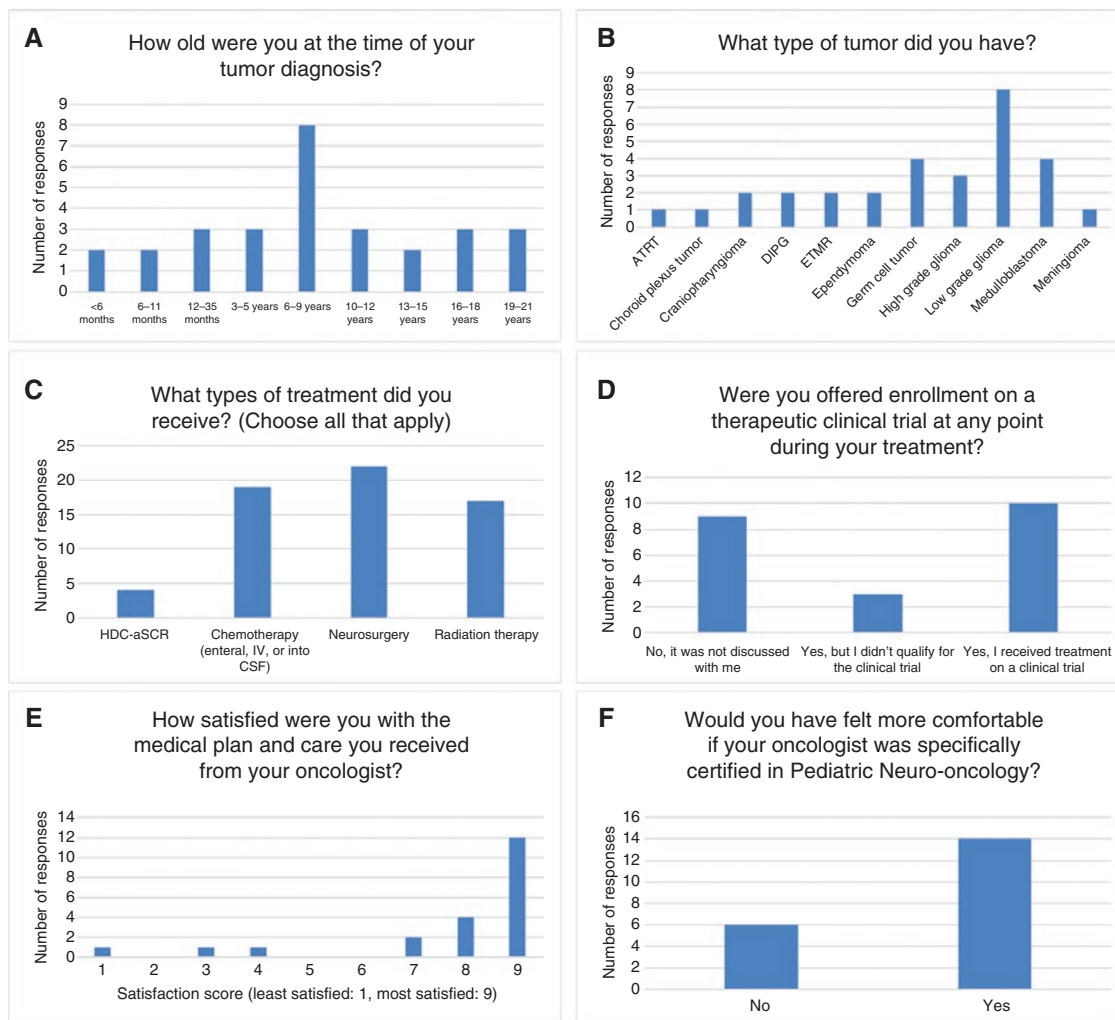 A
How old were you at the time of your
tumor diagnosis?
Number of responses
9
8
7
6
5
4
3
2
1
0
<6
months
6–11
months
12–35
months
3–5 years
6–9 years
10–12
years
13–15
years
16–18
years
19–21
years
B
What type of tumor did you have?
Number of responses
9
8
7
6
5
4
3
2
1
0
ATRT
Choroid plexus tumor
Craniopharyngioma
DIPG
ETMR
Ependymoma
Germ cell tumor
High grade glioma
Low grade glioma
Medulloblastoma
Meningioma
C
What types of treatment did you
receive? (Choose all that apply)
Number of responses
25
20
15
10
5
0
HDC-aSCR
Chemotherapy
(enteral, IV, or into
CSF)
Neurosurgery
Radiation therapy
D
Were you offered enrollment on a
therapeutic clinical trial at any point
during your treatment?
Number of responses
12
10
8
6
4
2
0
No, it was not discussed
with me
Yes, but I didn't qualify for
the clinical trial
Yes, I received treatment
on a clinical trial
E
How satisfied were you with the
medical plan and care you received
from your oncologist?
Number of responses
14
12
10
8
6
4
2
0
1 2 3 4 5 6 7 8 9
Satisfaction score (least satisfied: 1, most satisfied: 9)
F
Would you have felt more comfortable
if your oncologist was specifically
certified in Pediatric Neuro-oncology?
Number of responses
16
14
12
10
8
6
4
2
0
No
Yes